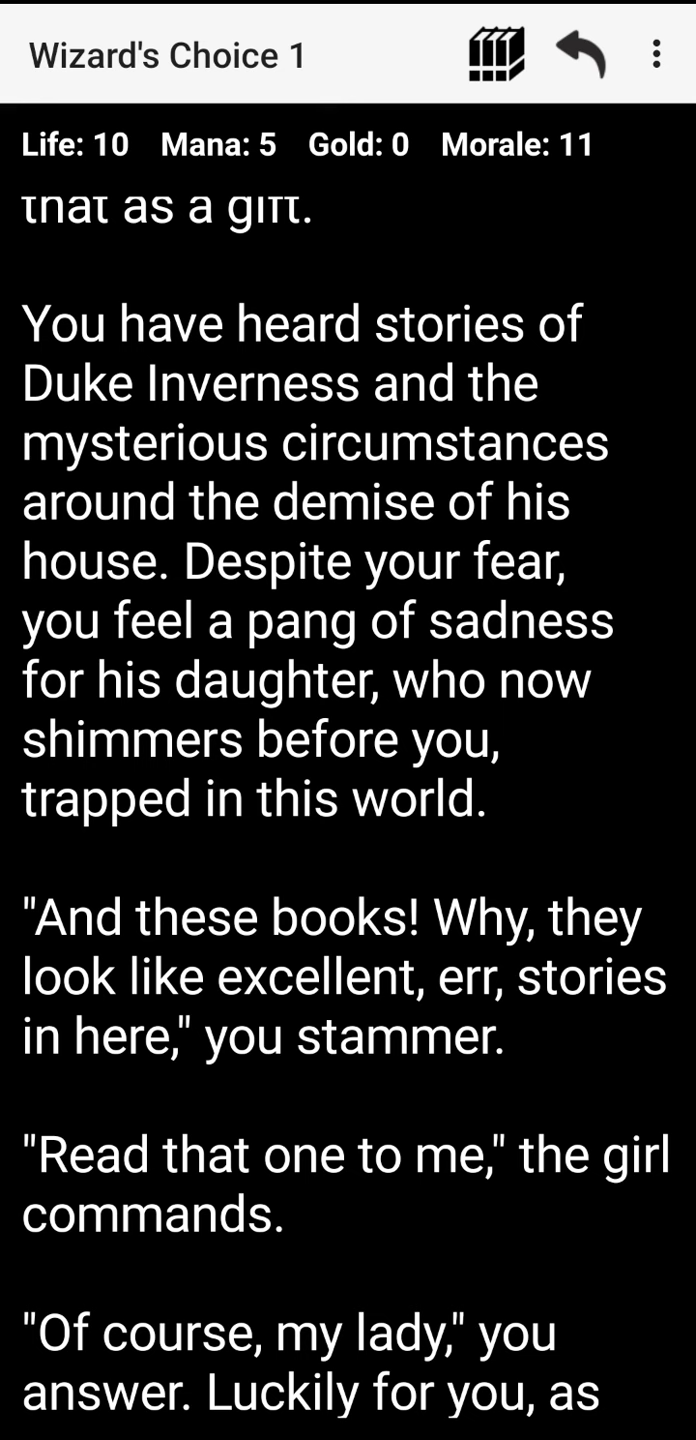 Wizard's Choice 1
Life: 10 Mana: 5 Gold: 0 Morale: 11
that as a gift.
You have heard stories of
Duke Inverness and the
mysterious circumstances
around the demise of his
house. Despite your fear,
you feel a pang of sadness
for his daughter, who now
shimmers before you,
trapped in this world.
"And these books! Why, they
look like excellent, err, stories
in here," you stammer.
"Read that one to me," the girl
commands.
"Of course, my lady," you
answer. Luckily for you, as